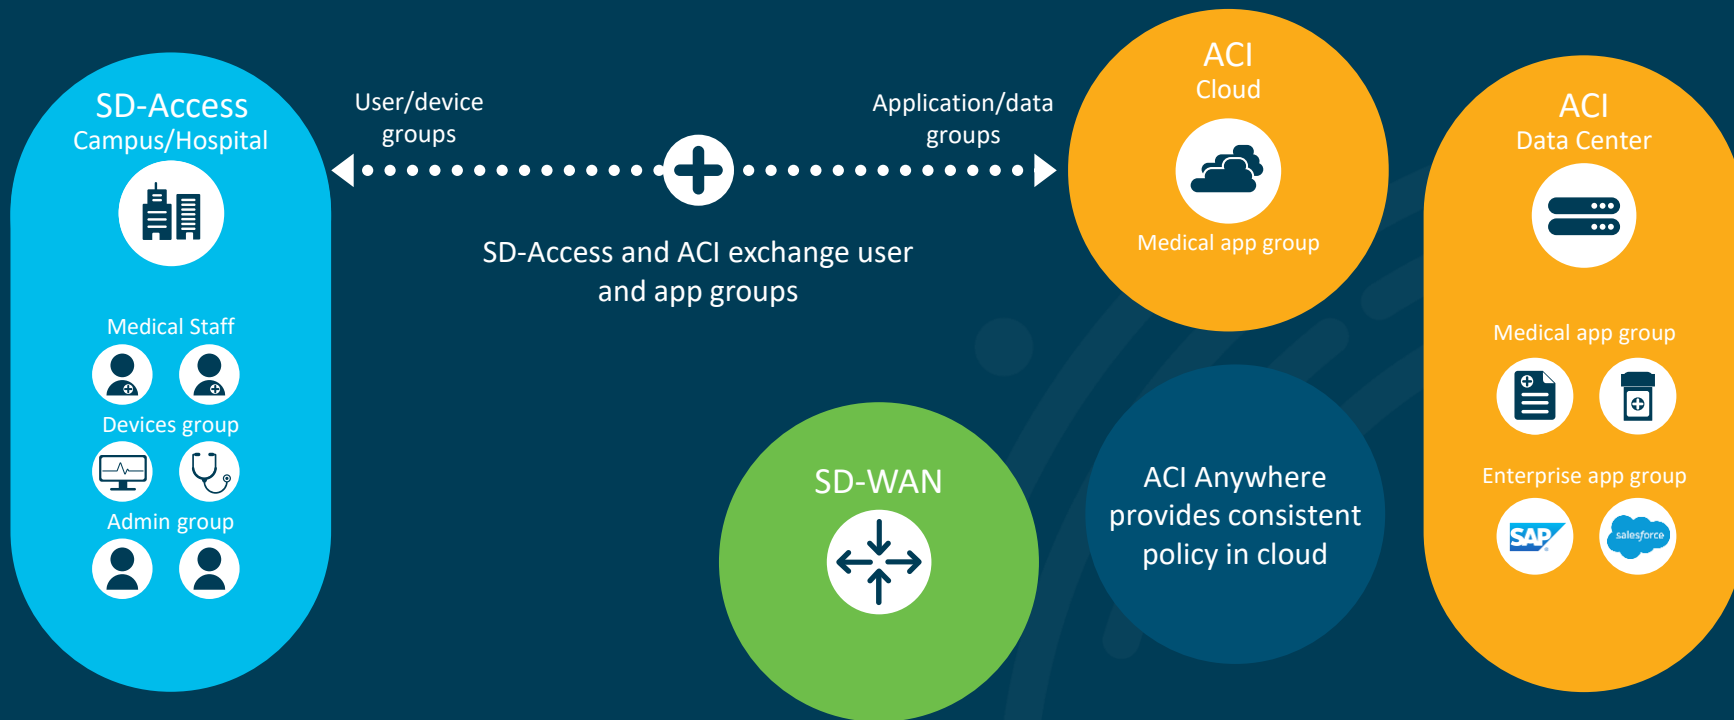 SD-Access
Campus/Hospital
Medical Staff
Devices group
Admin group
User/device
groups
Application/data
groups
SD-Access and ACI exchange user
and app groups
SD-WAN
ACI
Cloud
Medical app group
ACI Anywhere
provides consistent
policy in cloud
ACI
Data Center
Medical app group
Enterprise app group
SAP
salesforce